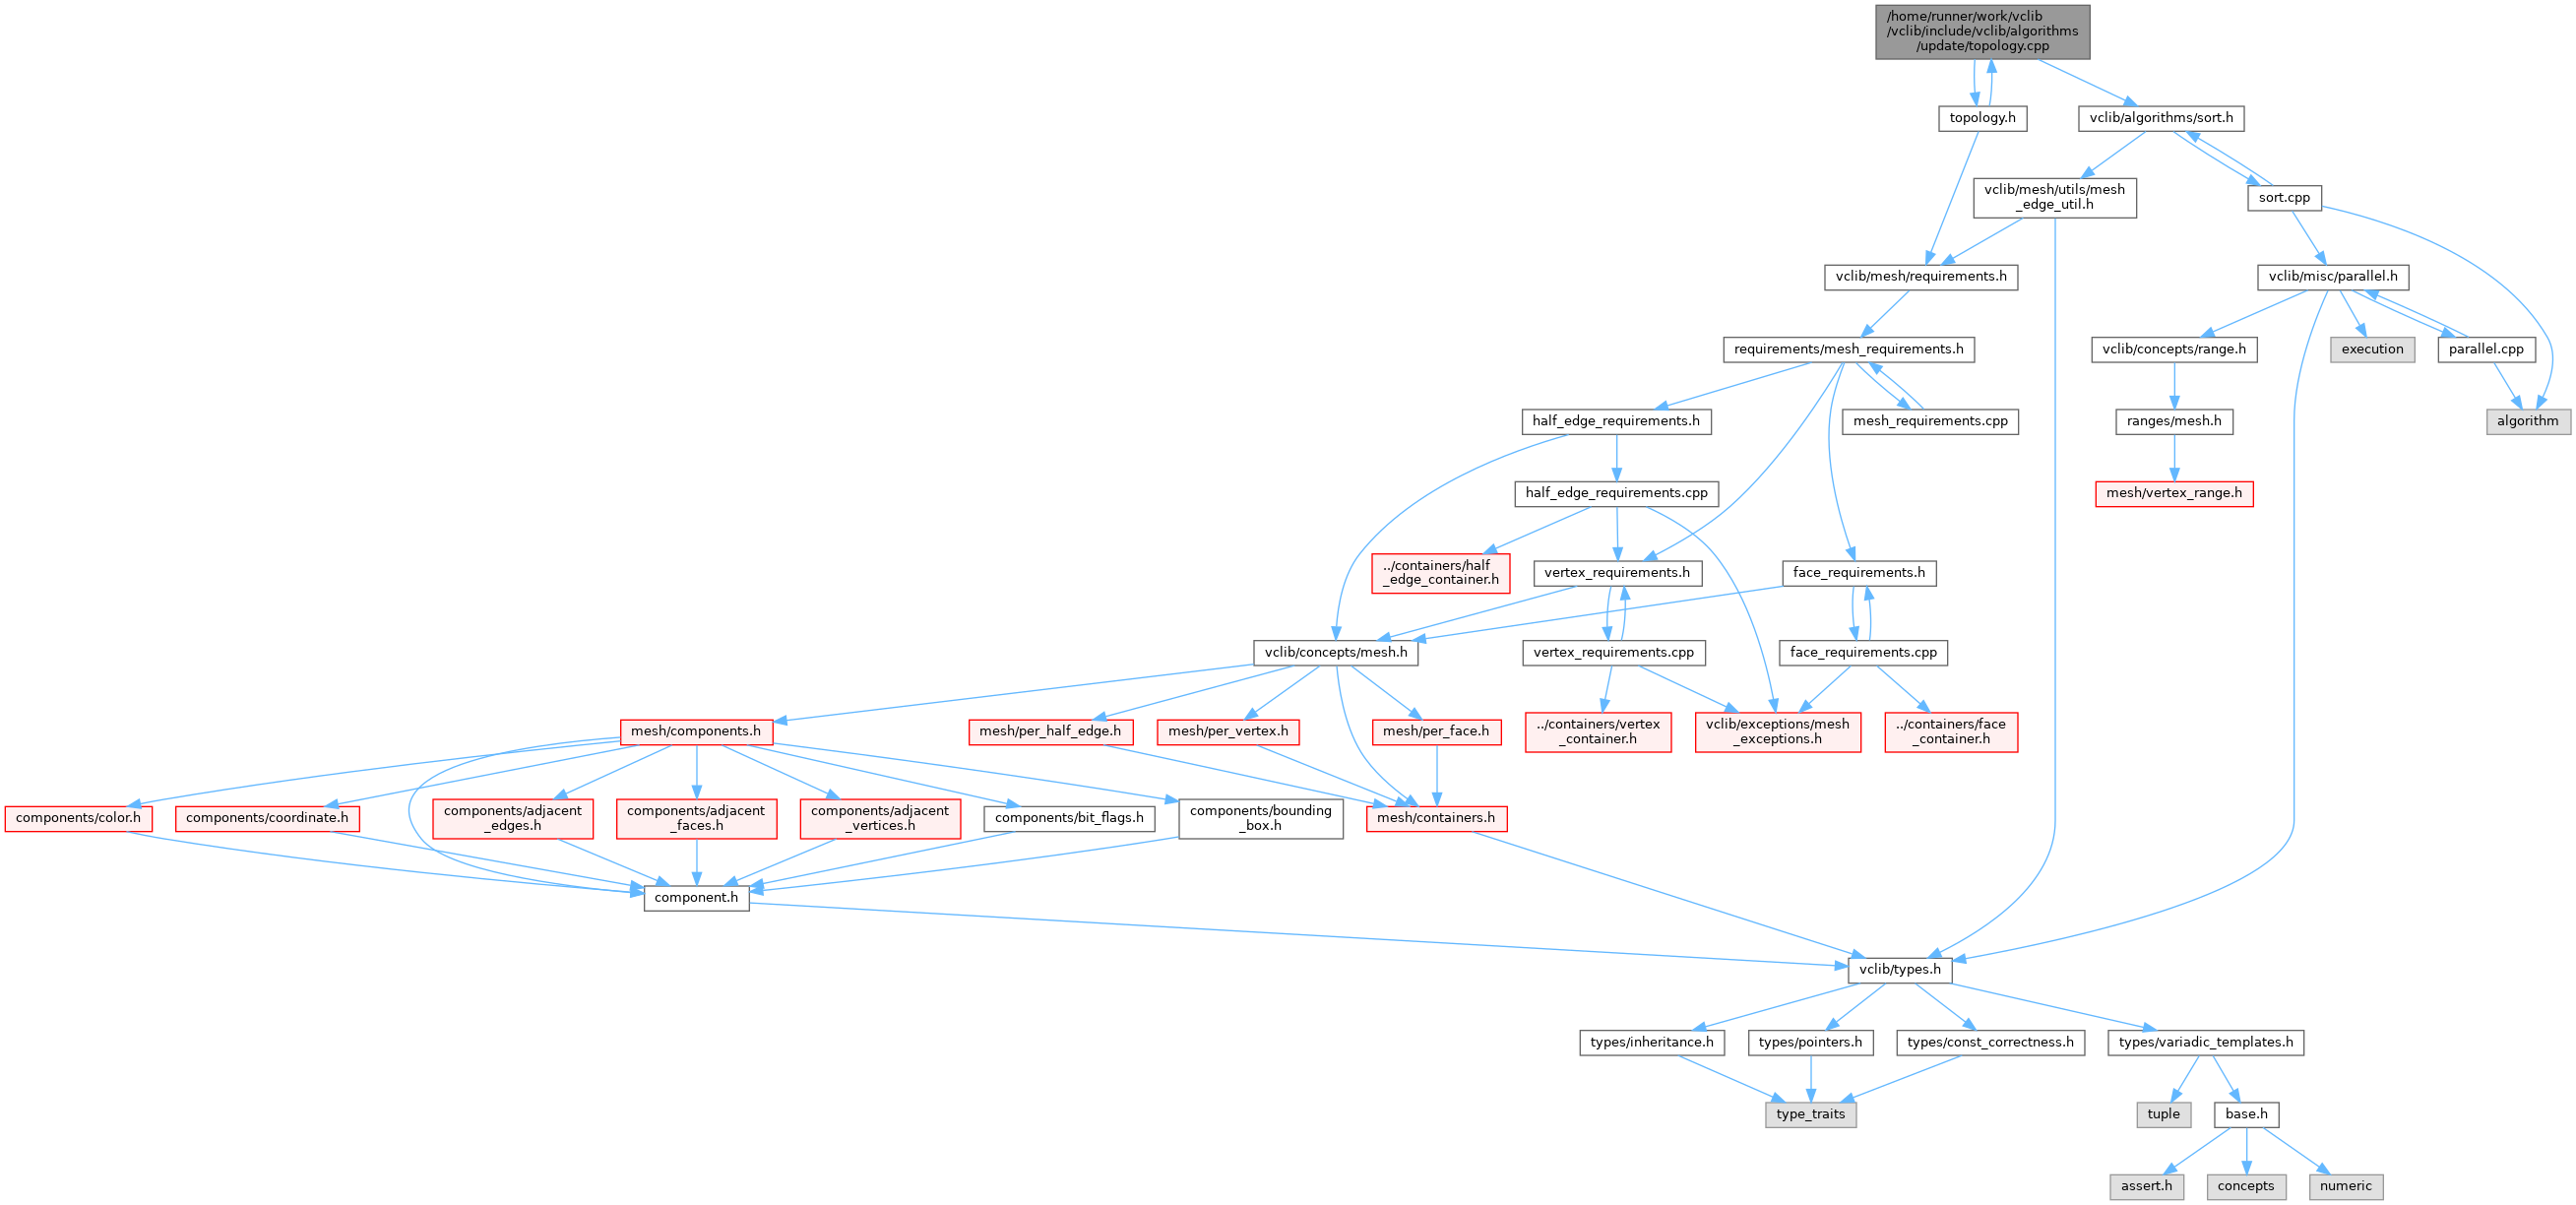 /home/runner/work/vclib
/vclib/include/vclib/algorithms
/update/topology.cpp
topology.h
vclib/algorithms/sort.h
vclib/mesh/utils/mesh
_edge_util.h
sort.cpp
vclib/mesh/requirements.h
vclib/misc/parallel.h
requirements/mesh_requirements.h
vclib/concepts/range.h
execution
parallel.cpp
half_edge_requirements.h
mesh_requirements.cpp
ranges/mesh.h
algorithm
half_edge_requirements.cpp
mesh/vertex_range.h
../containers/half
_edge_container.h
vertex_requirements.h
face_requirements.h
vclib/concepts/mesh.h
vertex_requirements.cpp
face_requirements.cpp
mesh/components.h
mesh/per_half_edge.h
mesh/per_vertex.h
mesh/per_face.h
../containers/vertex
_container.h
vclib/exceptions/mesh
_exceptions.h
../containers/face
_container.h
components/color.h
components/coordinate.h
components/adjacent
_edges.h
components/adjacent
_faces.h
components/adjacent
_vertices.h
components/bit_flags.h
components/bounding
_box.h
mesh/containers.h
component.h
vclib/types.h
types/inheritance.h
types/pointers.h
types/const_correctness.h
types/variadic_templates.h
type_traits
tuple
base.h
assert.h
concepts
numeric